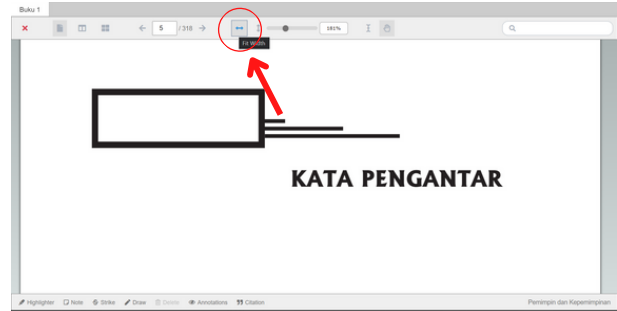 Buku 1
5 / 318 181%
Fit Width
KATA PENGANTAR
Highlighter Note Strike Draw Delete Annotations Citation Pemimpin dan Kepemimpinan